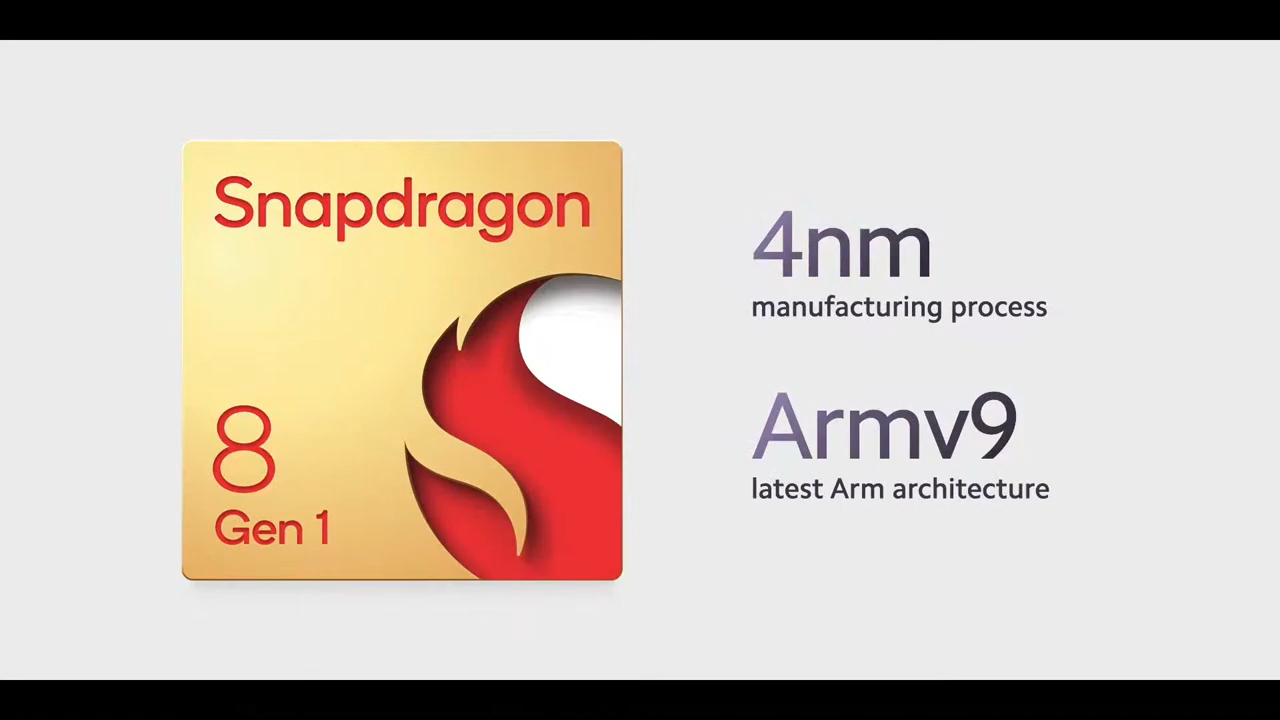 Snapdragon
8
Gen 1
4nm
manufacturing process
Armv9
latest Arm architecture